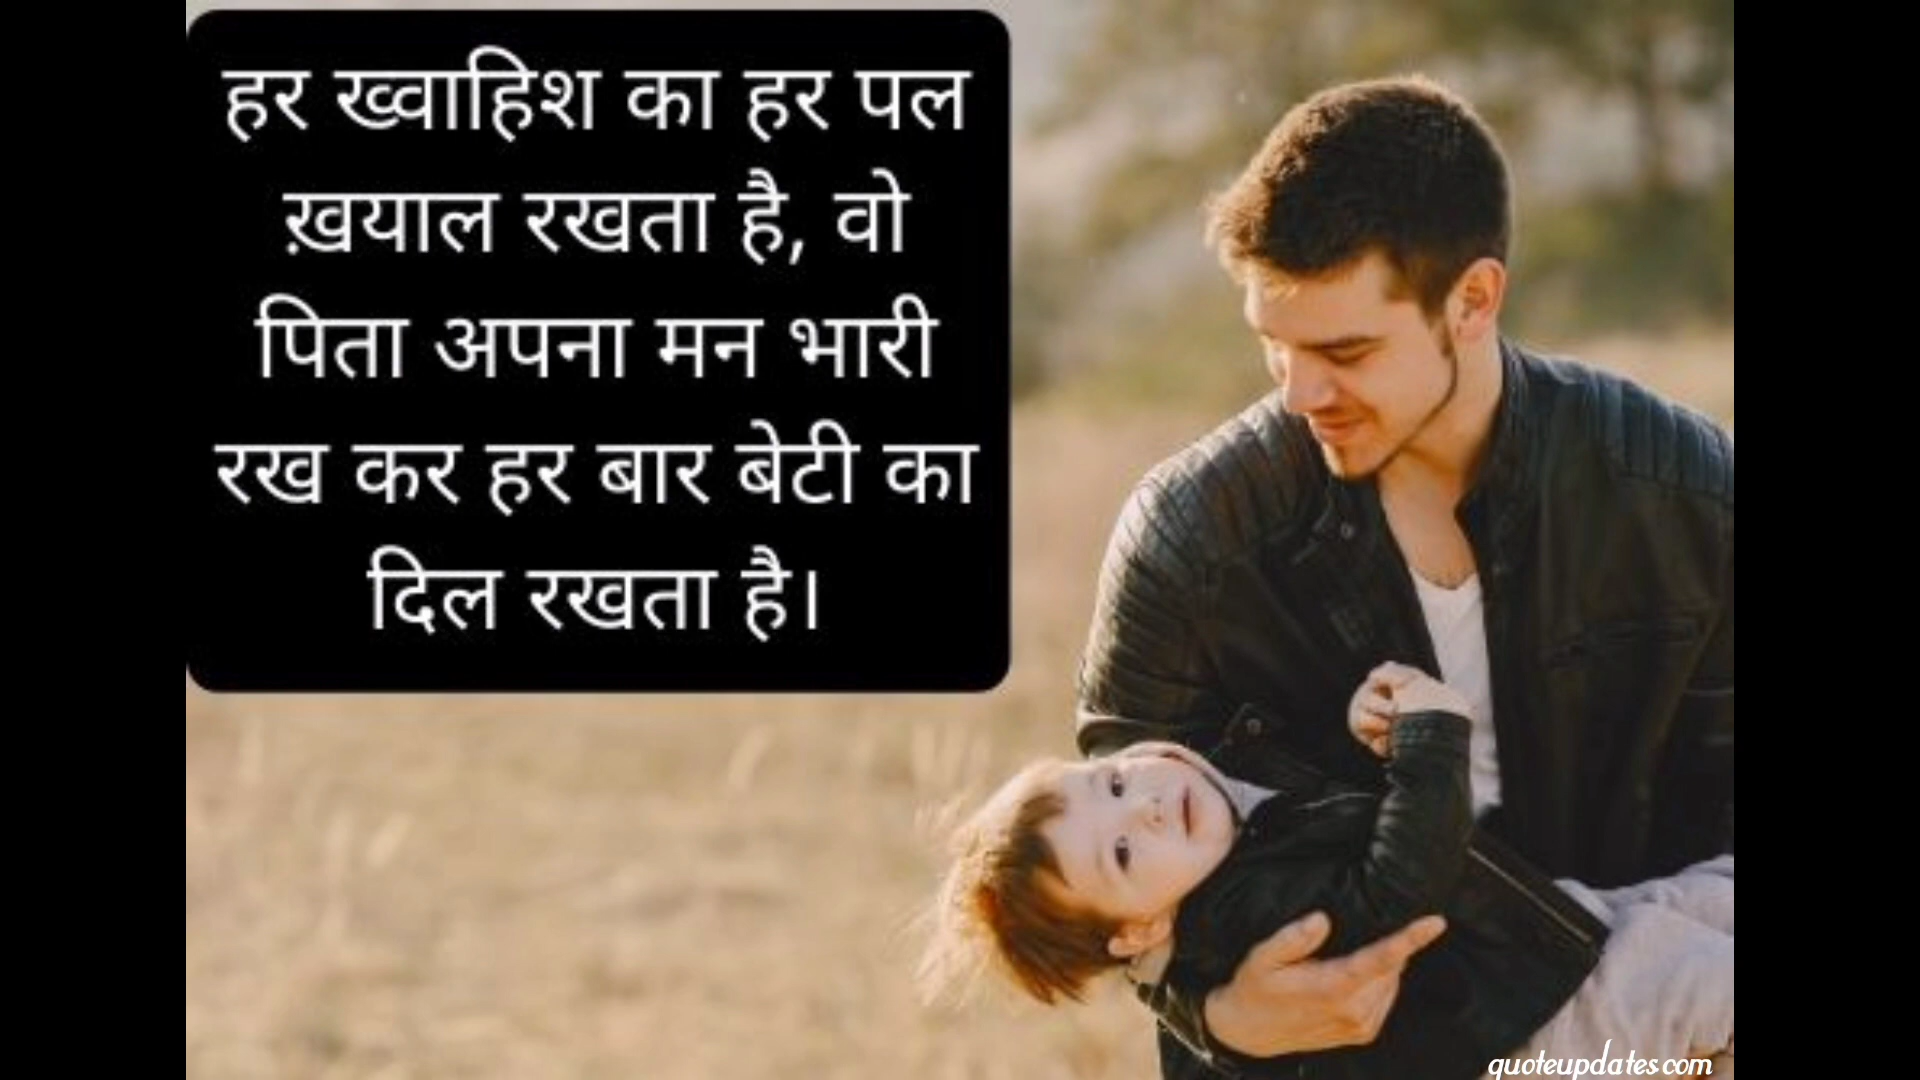 हर ख्वाहिश का हर पल
ख़याल रखता है, वो
पिता अपना मन भारी
रख कर हर बार बेटी का
दिल रखता है।
quoteupdates.com